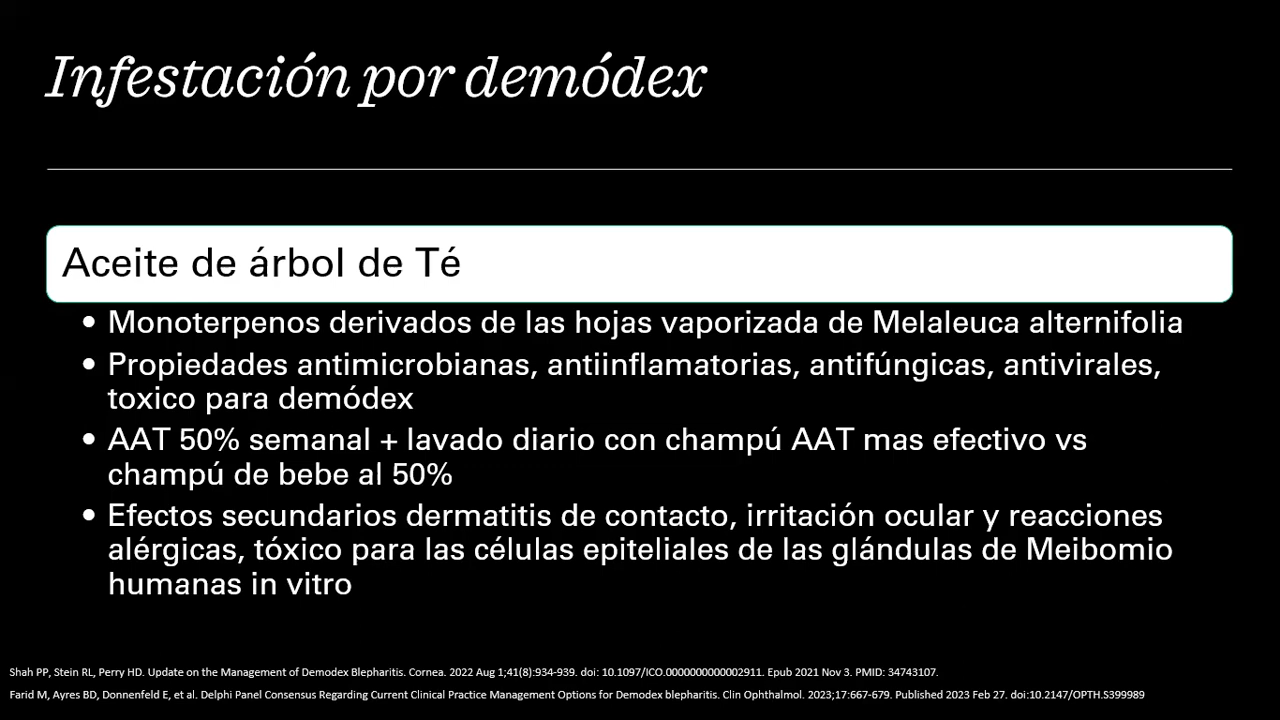 Infestación por demódex
Aceite de árbol de Té
• Monoterpenos derivados de las hojas vaporizada de Melaleuca alternifolia
• Propiedades antimicrobianas, antiinflamatorias, antifúngicas, antivirales,
toxico para demódex
• AAT 50% semanal + lavado diario con champú AAT mas efectivo vs
champú de bebe al 50%
• Efectos secundarios dermatitis de contacto, irritación ocular y reacciones
alérgicas, tóxico para las células epiteliales de las glándulas de Meibomio
humanas in vitro
Shah PP, Stein RL, Perry HD. Update on the Management of Demodex Blepharitis. Cornea. 2022 Aug 1;41(8):934-939. doi: 10.1097/ICO.0000000000002911. Epub 2021 Nov 3. PMID: 34743107.
Farid M, Ayres BD, Donnenfeld E, et al. Delphi Panel Consensus Regarding Current Clinical Practice Management Options for Demodex blepharitis. Clin Ophthalmol. 2023;17:667-679. Published 2023 Feb 27. doi:10.2147/OPTH.S399989